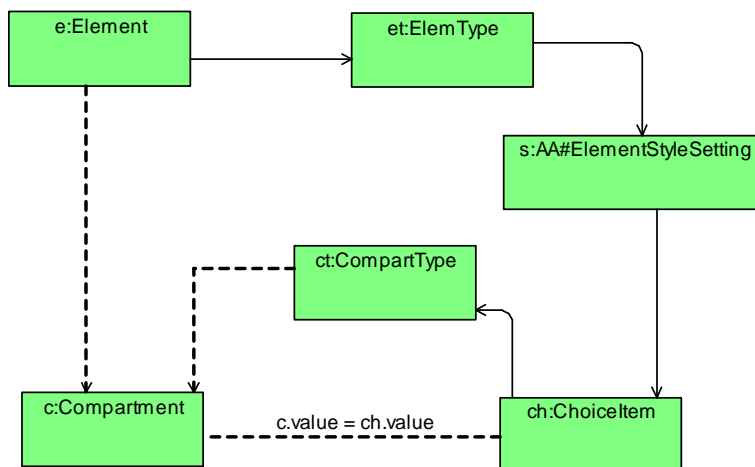 e:Element
et:ElemType
s:AA#ElementStyleSetting
ct:CompartType
c:Compartment
c.value = ch.value
ch:ChoiceItem